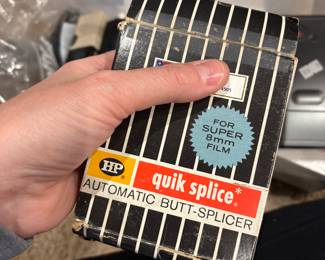 FOR
SUPER
8mm
FILM
HP
quik splice*
AUTOMATIC BUTT-SPLICER